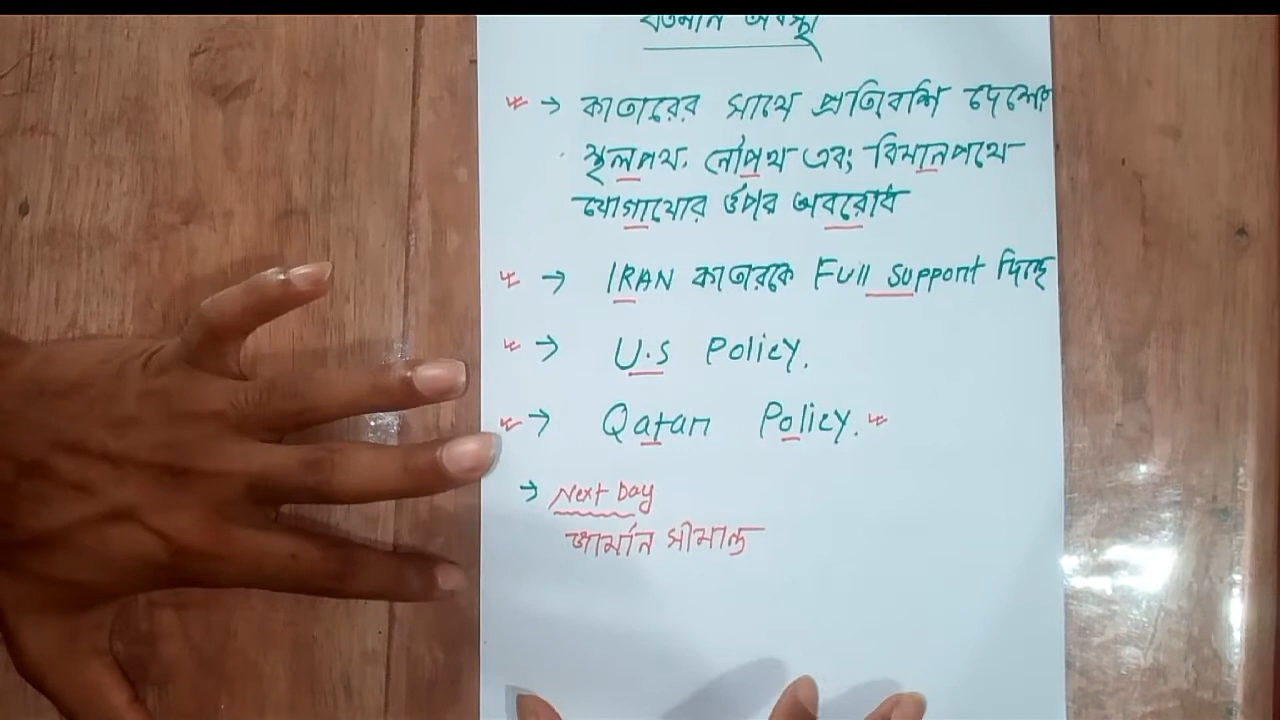 বর্তমান অবস্থা
→ কাতারের সাথে প্রতিবেশি দেশের
স্থলপথ. নৌপথ এবং বিমানপথে
যোগাযোর উপর অবরোধ
→ IRAN কাতারকে Full support দিচ্ছে
→ U.S Policy.
→ Qatar Policy.
→ Next Day
জার্মান সীমান্ত